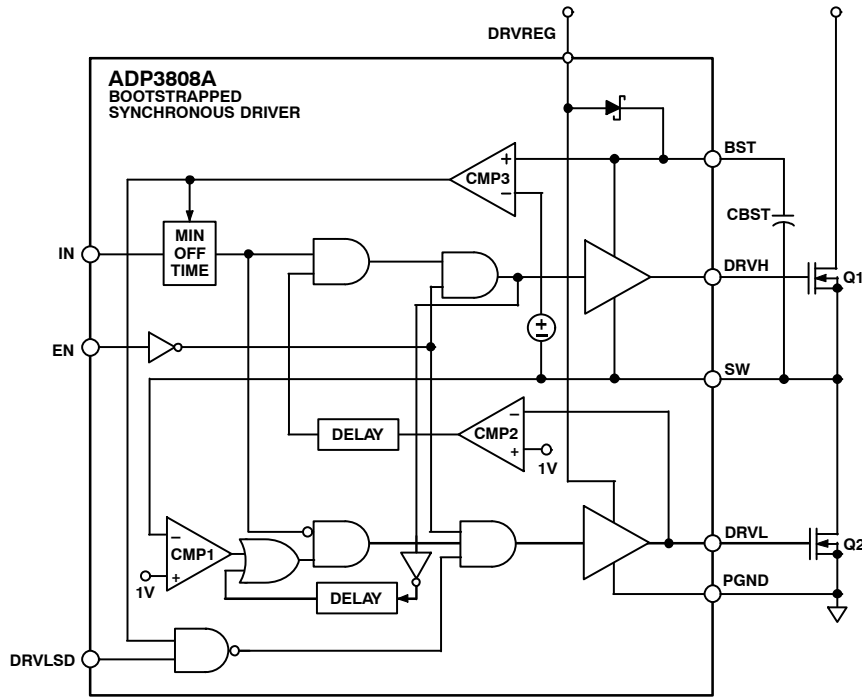 DRVREG
ADP3808A
BOOTSTRAPPED
SYNCHRONOUS DRIVER
BST
+
CMP3
−
CBST
MIN
OFF
TIME
IN
DRVH
Q1
+
−
EN
SW
DELAY
−
CMP2
+
1V
DRVL
Q2
−
CMP1
+
1V
DELAY
PGND
DRVLSD